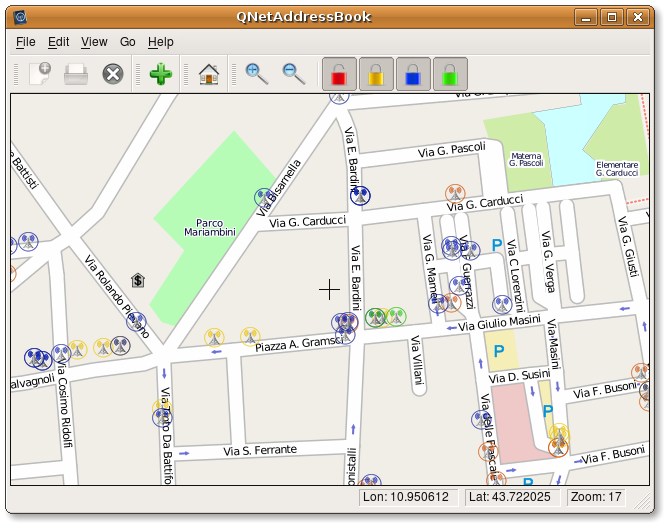 QNetAddressBook
File Edit View Go Help
Via G. Pascoli
Materna
G. Pascoli
Elementare
G. Carducci
Battisti
Via Bisarnella
Via E. Bardini
Via G. Carducci
Via G. Carducci
Parco
Mariambini
Via G. Mameli
Via F. Guerrazzi
Via C Lorenzini
Via G. Verga
Via G. Giusti
P
Via Rolando Pisano
Via E. Bardini
Via Giulio Masini
Piazza A. Gramsci
Via Villani
Via Masini
P
Via D. Susini
alvagnoli
Via Cosimo Ridolfi
Via Tinto Da Battifo
Via F. Busoni
P
Via delle Fiascaie
Via S. Ferrante
Via F. Busoni
P
Lon: 10.950612 Lat: 43.722025 Zoom: 17